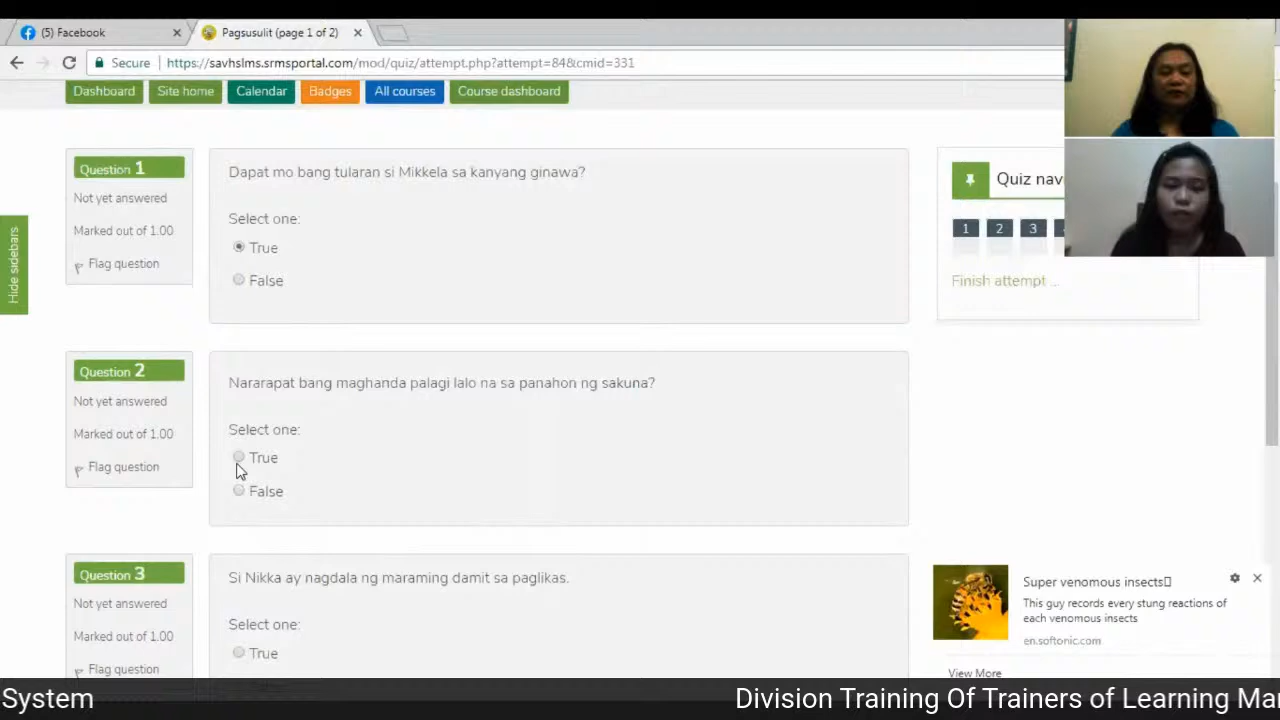 (5) Facebook
Pagsusulit (page 1 of 2)
Secure | https://savhslms.srmsportal.com/mod/quiz/attempt.php?attempt=84&cmid=331
Dashboard Site home Calendar Badges All courses Course dashboard
Hide sidebars
Question 1
Not yet answered
Marked out of 1.00
Flag question
Dapat mo bang tularan si Mikkela sa kanyang ginawa?
Select one:
True
False
Question 2
Not yet answered
Marked out of 1.00
Flag question
Nararapat bang maghanda palagi lalo na sa panahon ng sakuna?
Select one:
True
False
Question 3
Not yet answered
Marked out of 1.00
Flag question
Si Nikka ay nagdala ng maraming damit sa paglikas.
Select one:
True
Quiz nav
1 2 3
Finish attempt ...
Super venomous insects
This guy records every stung reactions of
each venomous insects
en.softonic.com
View More
System
Division Training Of Trainers of Learning Ma